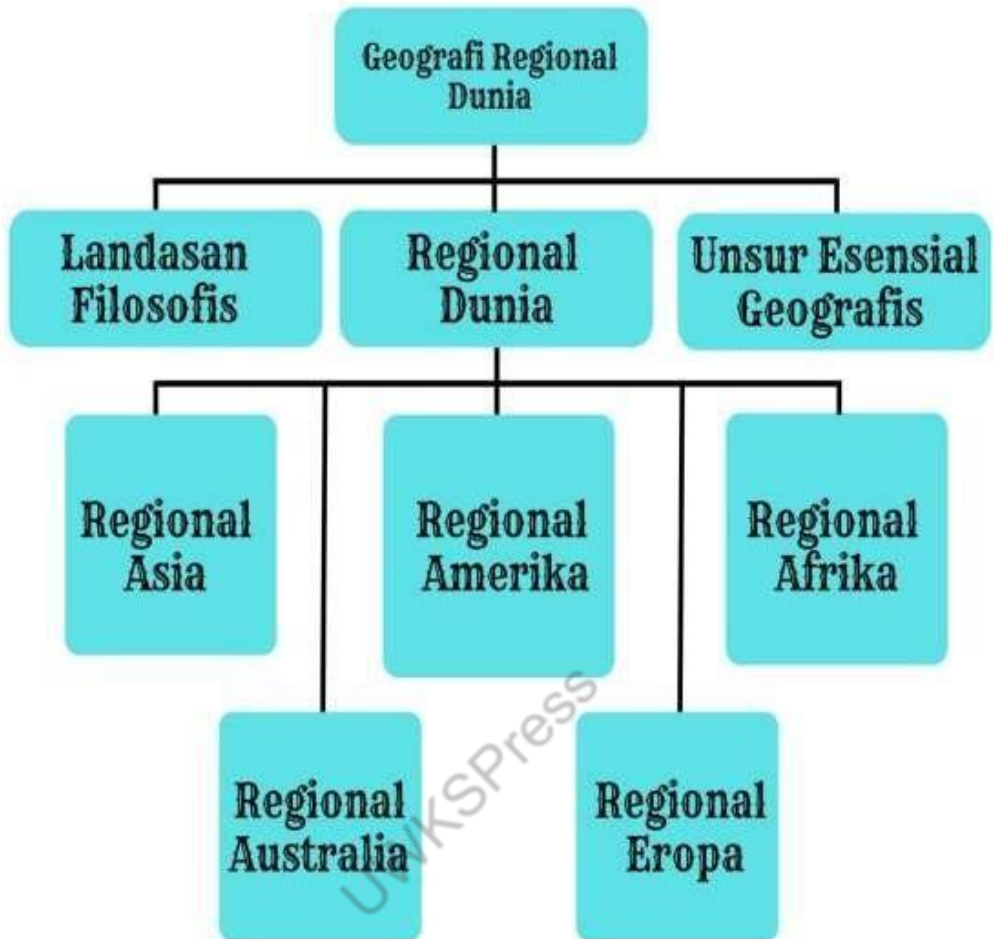 Geografi Regional
Dunia
Landasan
Filosofis
Regional
Dunia
Unsur Esensial
Geografis
Regional
Asia
Regional
Amerika
Regional
Afrika
Regional
Australia
Regional
Eropa
UWKSPress